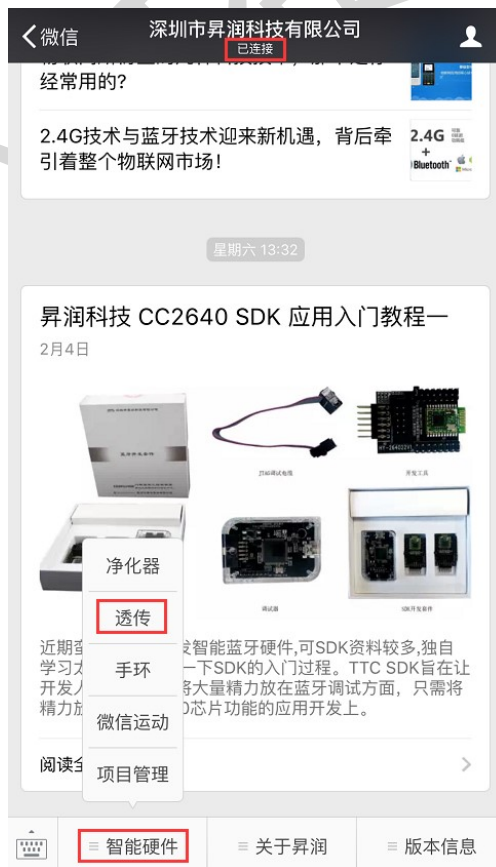 微信
深圳市昇润科技有限公司
已连接
经常用的?
2.4G技术与蓝牙技术迎来新机遇，背后牵
引着整个物联网市场!
2.4G
+
Bluetooth
星期六 13:32
昇润科技 CC2640 SDK 应用入门教程一
2月4日
开发工具
调试器
SDK开发套件
净化器
透传
手环
微信运动
项目管理
近期
发智能蓝牙硬件,可SDK资料较多,独自
学习
一下SDK的入门过程。TTC SDK旨在让
开发人
将大量精力放在蓝牙调试方面，只需将
精力放
芯片功能的应用开发上。
阅读全
智能硬件
关于昇润
版本信息